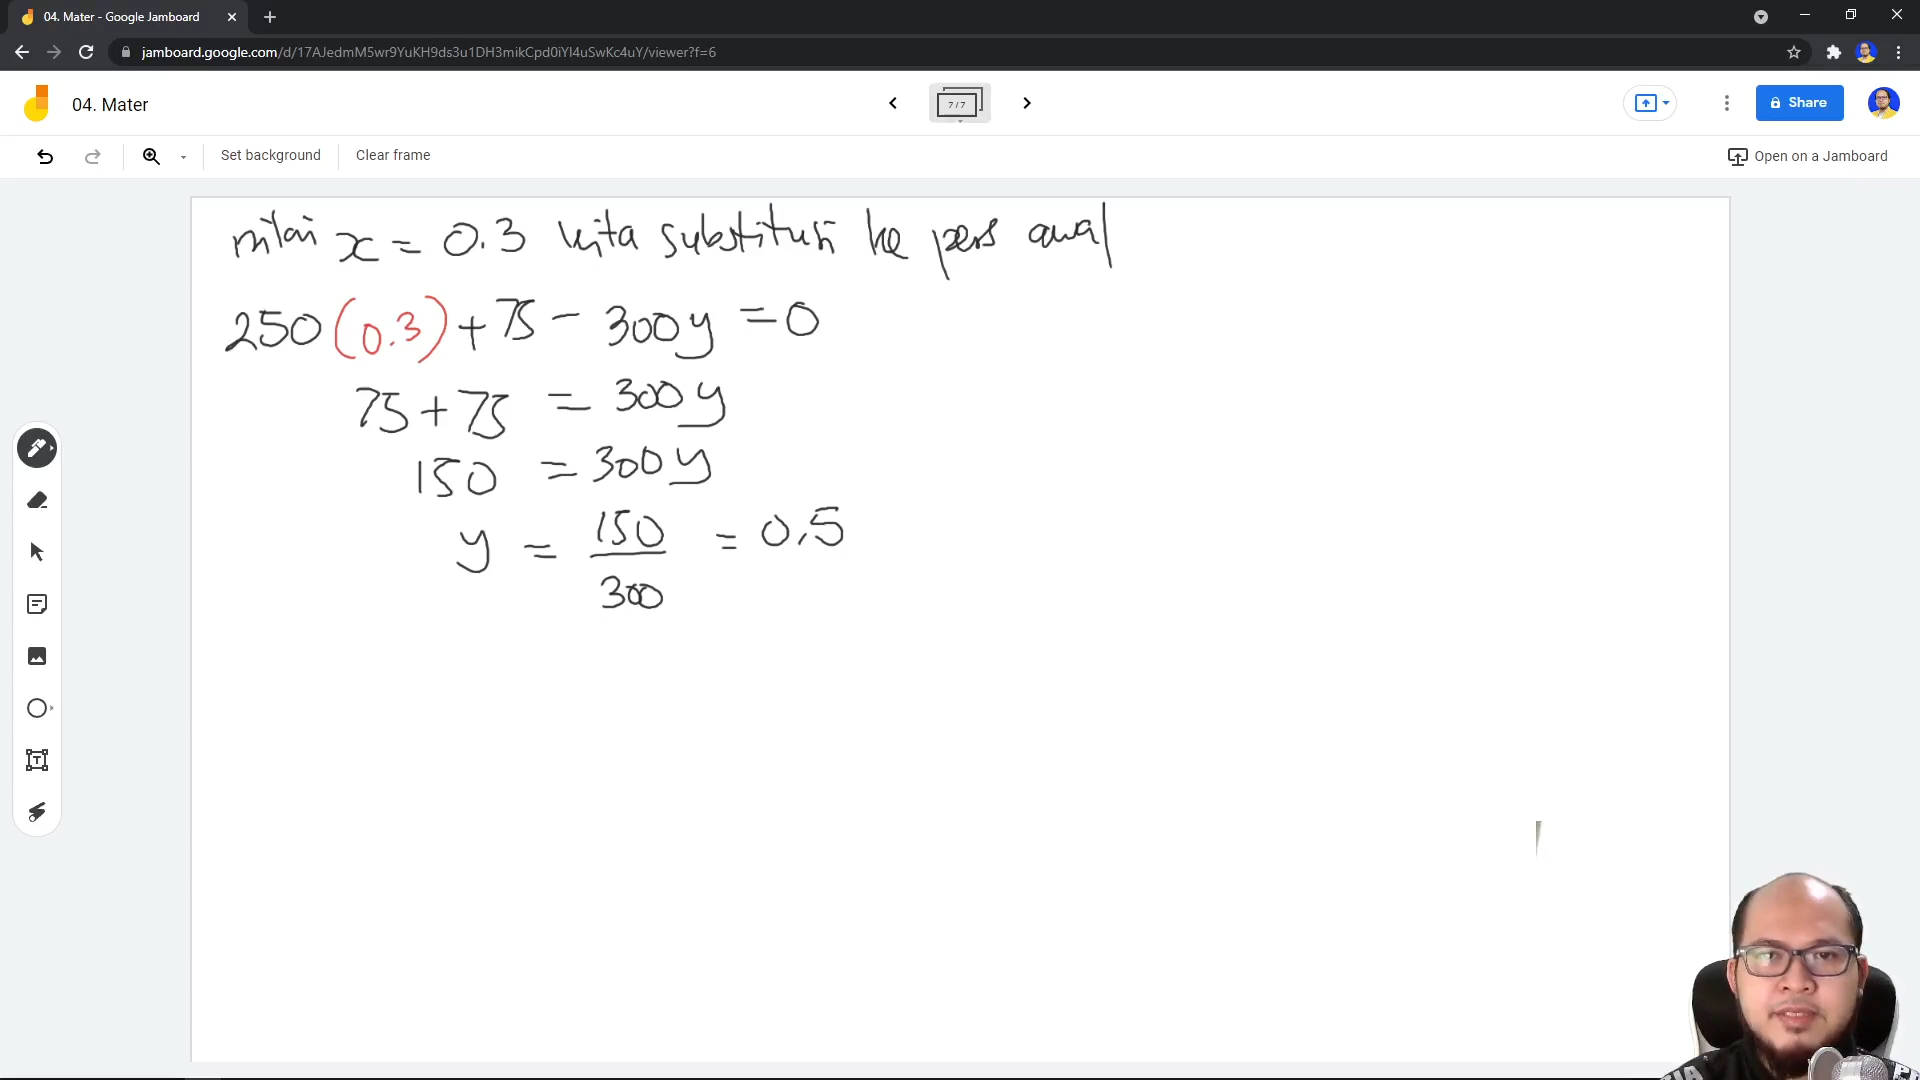 04. Mater - Google Jamboard
jamboard.google.com/d/17AJedmM5wr9YuKH9ds3u1DH3mikCpd0iYl4uSwKc4uY/viewer?f=6
04. Mater
7 / 7
Share
Set background
Clear frame
Open on a Jamboard
nilai x = 0.3 kita substitusi ke pers awal
250 (0.3) + 75 - 300y = 0
75 + 75 = 300y
150 = 300y
y = 150/300 = 0,5